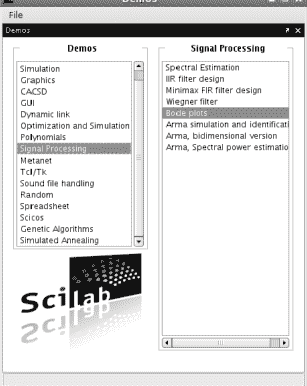 Demos
File
Demos
Demos
Simulation
Graphics
CACSD
GUI
Dynamic link
Optimization and Simulation
Polynomials
Signal Processing
Metanet
Tcl/Tk
Sound file handling
Random
Spreadsheet
Scicos
Genetic Algorithms
Simulated Annealing
Scilab
Signal Processing
Spectral Estimation
IIR filter design
Minimax FIR filter design
Wiegner filter
Bode plots
Arma simulation and identificati
Arma, bidimensional version
Arma, Spectral power estimatio